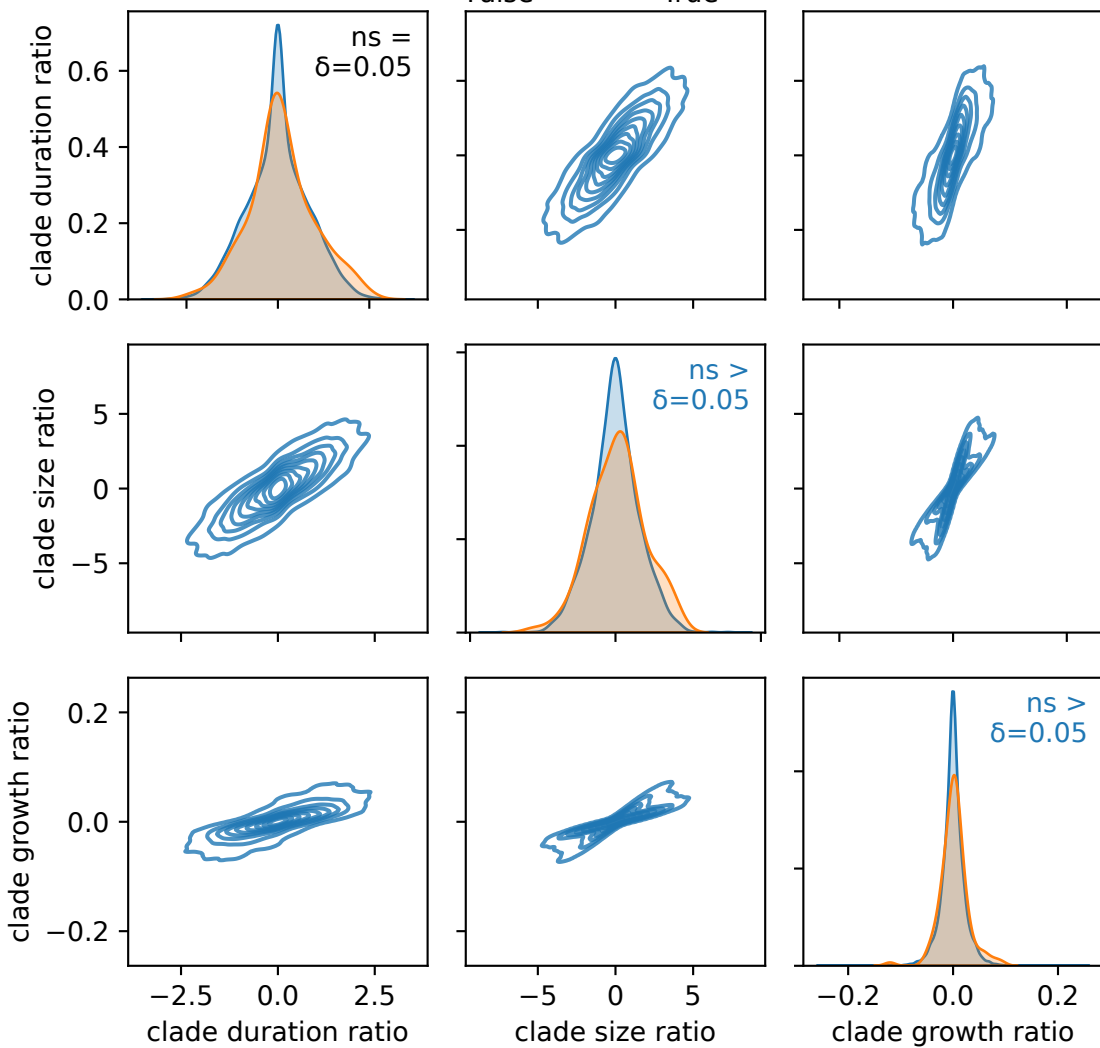 clade duration ratio
0.6
0.4
0.2
0.0
ns =
δ=0.05
clade size ratio
5
0
−5
ns >
δ=0.05
clade growth ratio
0.2
0.0
−0.2
ns >
δ=0.05
−2.5 0.0 2.5
−5 0 5
−0.2 0.0 0.2
clade duration ratio
clade size ratio
clade growth ratio